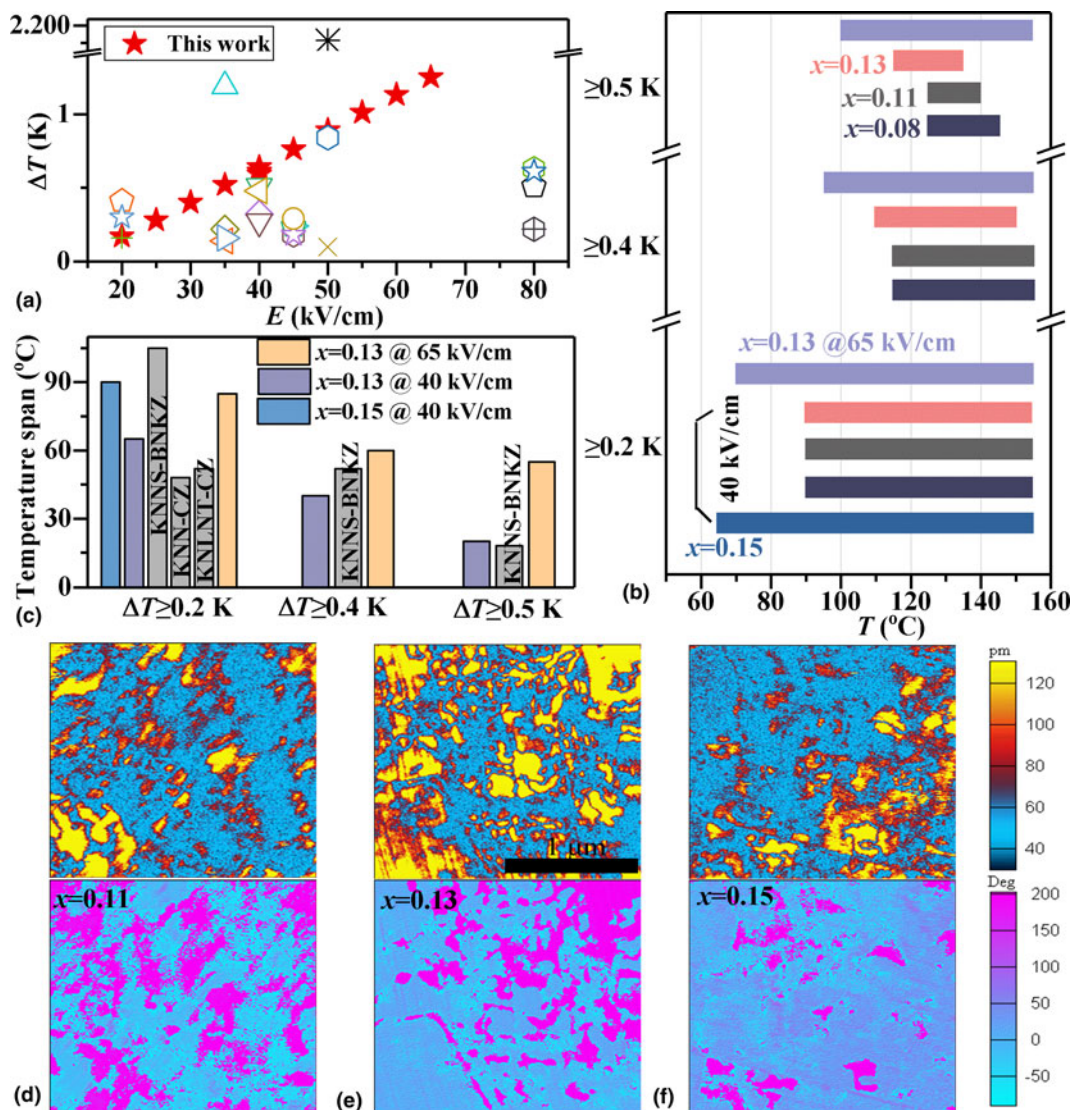 2.200
This work
ΔT (K)
1
0
20 30 40 50 60 70 80
E (kV/cm)
(a)
≥0.5 K
x=0.13
x=0.11
x=0.08
≥0.4 K
x=0.13 @65 kV/cm
≥0.2 K
40 kV/cm
x=0.15
60 80 100 120 140 160
T (°C)
(b)
Temperature span (°C)
90
60
30
0
x=0.13 @ 65 kV/cm
x=0.13 @ 40 kV/cm
x=0.15 @ 40 kV/cm
KNNS-BNKZ
KNN-CZ
KNLNT-CZ
KNNS-BNKZ
KNNS-BNKZ
ΔT≥0.2 K ΔT≥0.4 K ΔT≥0.5 K
(c)
1 μm
pm
120
100
80
60
40
x=0.11
x=0.13
x=0.15
Deg
200
150
100
50
0
-50
(d)
(e)
(f)